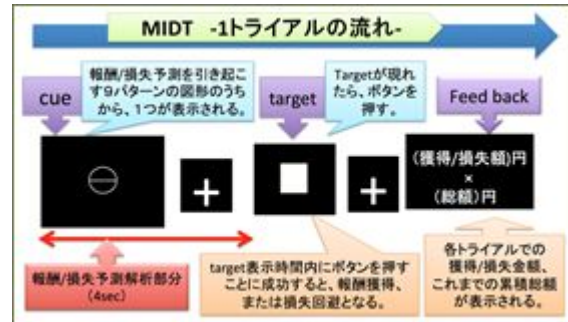 MIDT -1トライアルの流れ-
報酬/損失予測を引き起こ
す9パターンの図形のうち
から、1つが表示される。
Targetが現れ
たら、ボタンを
押す。
cue
target
Feed back
(獲得/損失額)円
×
(総額)円
報酬/損失予測解析部分
(4sec)
target表示時間内にボタンを押す
ことに成功すると、報酬獲得、
または損失回避となる。
各トライアルでの
獲得/損失金額、
これまでの累積総額
が表示される。